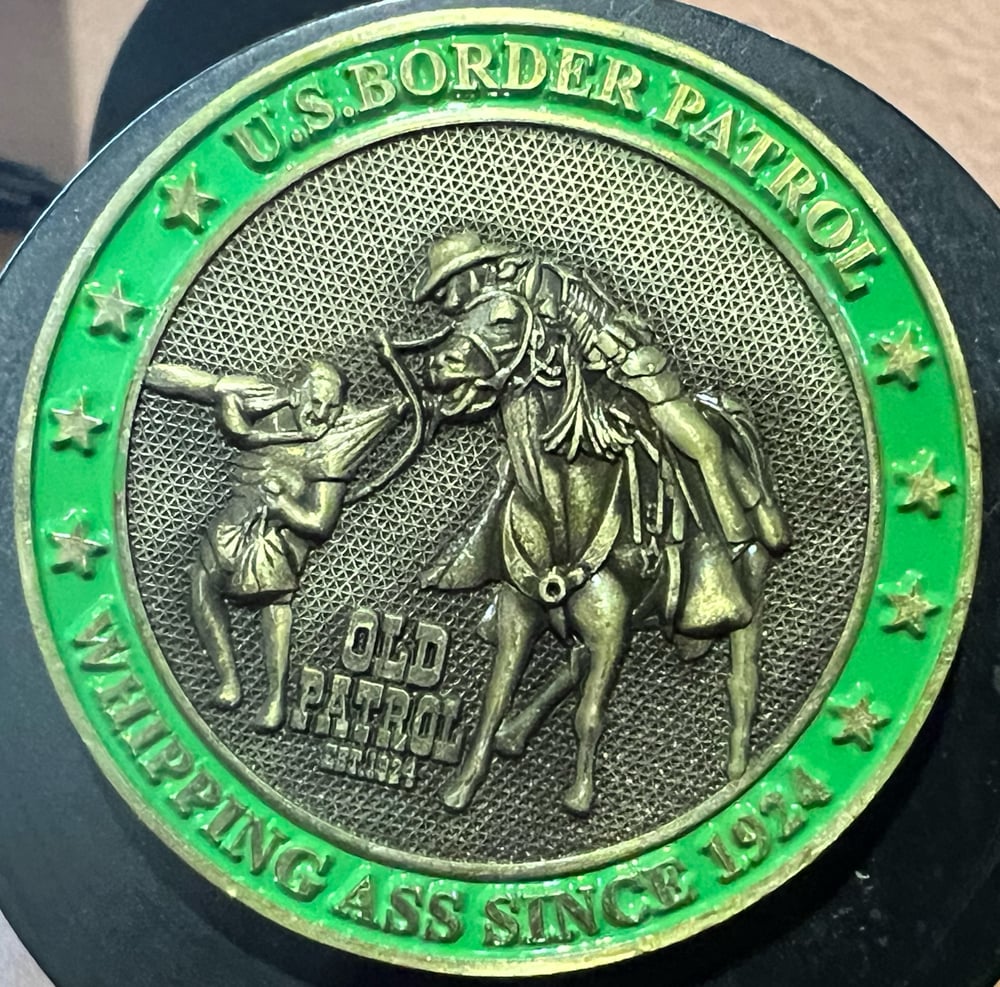 U.S. BORDER PATROL
OLD
PATROL
EST. 1924
WHIPPING ASS SINCE 1924